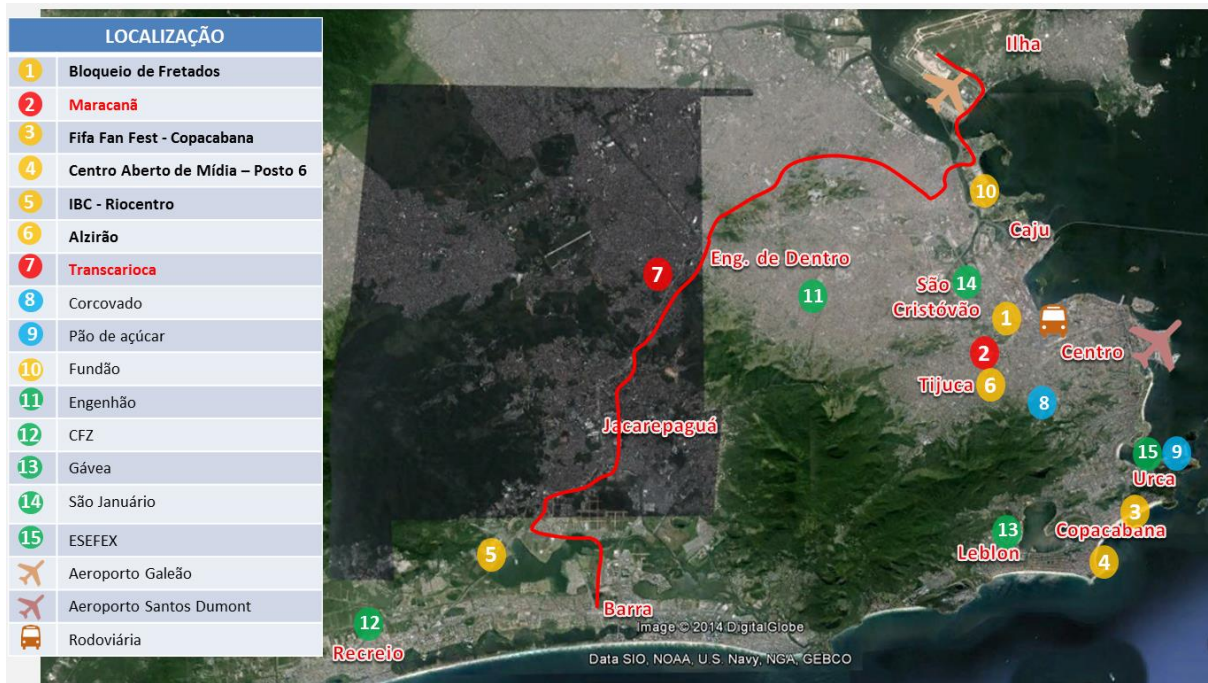 LOCALIZAÇÃO
1 Bloqueio de Fretados
2 Maracanã
3 Fifa Fan Fest - Copacabana
4 Centro Aberto de Mídia – Posto 6
5 IBC - Riocentro
6 Alzirão
7 Transcarioca
8 Corcovado
9 Pão de açúcar
10 Fundão
11 Engenhão
12 CFZ
13 Gávea
14 São Januário
15 ESEFEX
Aeroporto Galeão
Aeroporto Santos Dumont
Rodoviária
Ilha
10
Caju
Eng. de Dentro
7
11
São
Cristóvão
14
1
2
Centro
Tijuca
6
8
Jacarepaguá
15
9
Urca
3
Copacabana
13
Leblon
4
5
Barra
12
Recreio
Image © 2014 DigitalGlobe
Data SIO, NOAA, U.S. Navy, NGA, GEBCO